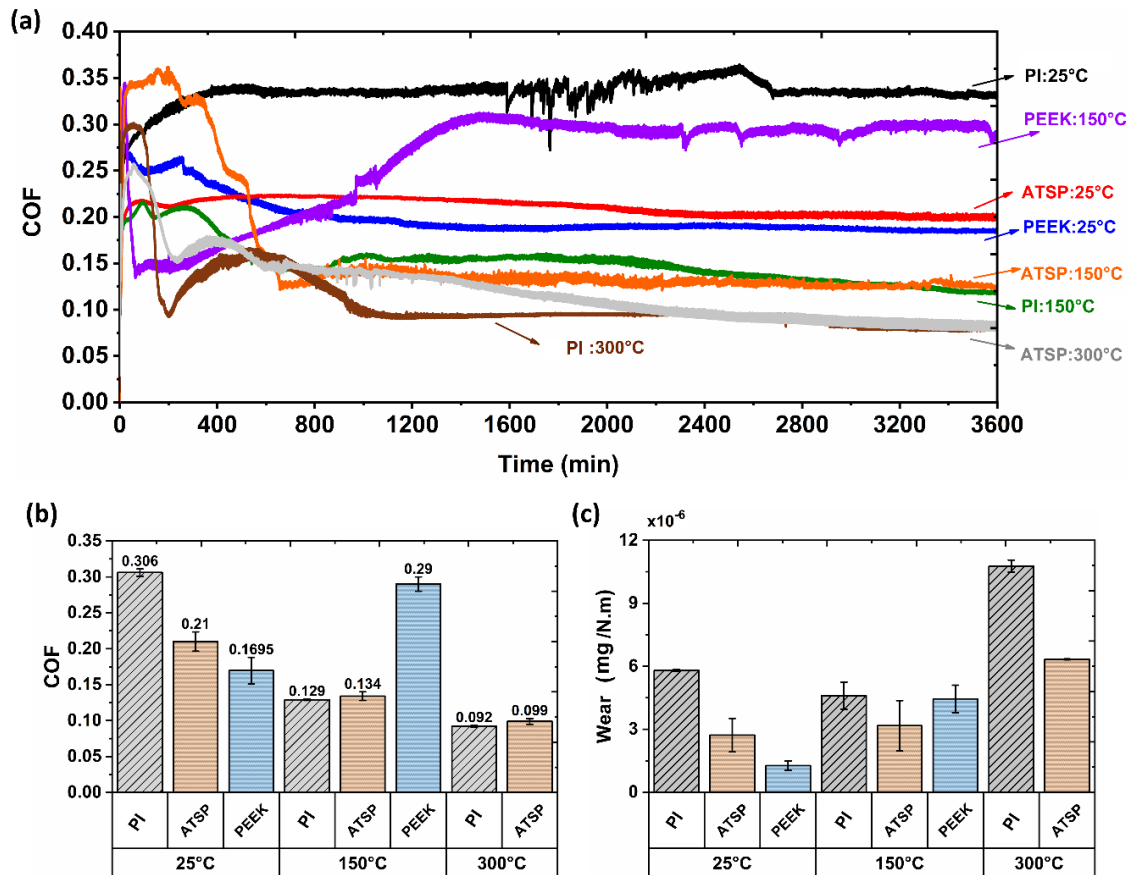 (a)
0.40
0.35
0.30
0.25
0.20
0.15
0.10
0.05
0.00
COF
0 400 800 1200 1600 2000 2400 2800 3200 3600
Time (min)
PI:25°C
PEEK:150°C
ATSP:25°C
PEEK:25°C
ATSP:150°C
PI:150°C
ATSP:300°C
PI :300°C
(b)
0.35
0.30
0.25
0.20
0.15
0.10
0.05
0.00
COF
0.306
0.21
0.1695
0.129
0.134
0.29
0.092
0.099
PI ATSP PEEK PI ATSP PEEK PI ATSP
25°C 150°C 300°C
(c)
x10⁻⁶
12
9
6
3
0
Wear (mg /N.m)
PI ATSP PEEK PI ATSP PEEK PI ATSP
25°C 150°C 300°C